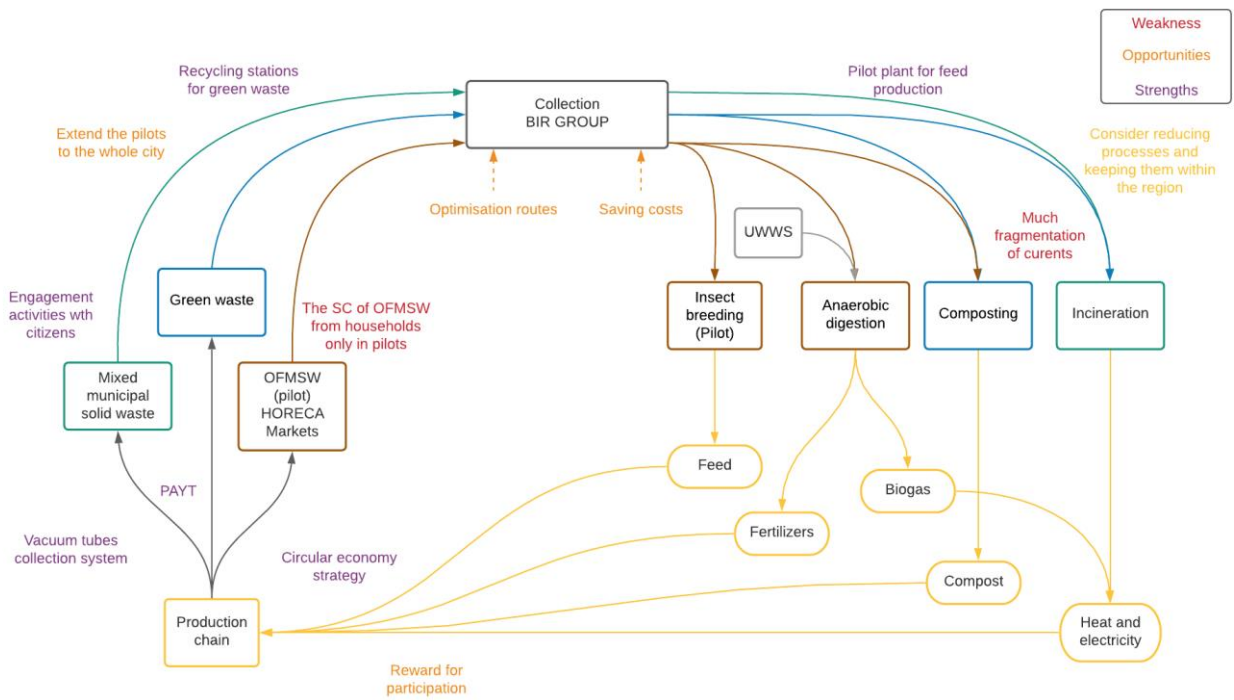 Weakness
Opportunities
Strengths
Recycling stations
for green waste
Pilot plant for feed
production
Collection
BIR GROUP
Extend the pilots
to the whole city
Consider reducing
processes and
keeping them within
the region
Optimisation routes
Saving costs
UWWS
Much
fragmentation
of curents
Engagement
activities wth
citizens
Green waste
The SC of OFMSW
from households
only in pilots
Insect
breeding
(Pilot)
Anaerobic
digestion
Composting
Incineration
Mixed
municipal
solid waste
OFMSW
(pilot)
HORECA
Markets
Feed
Biogas
PAYT
Fertilizers
Vacuum tubes
collection system
Circular economy
strategy
Compost
Production
chain
Heat and
electricity
Reward for
participation